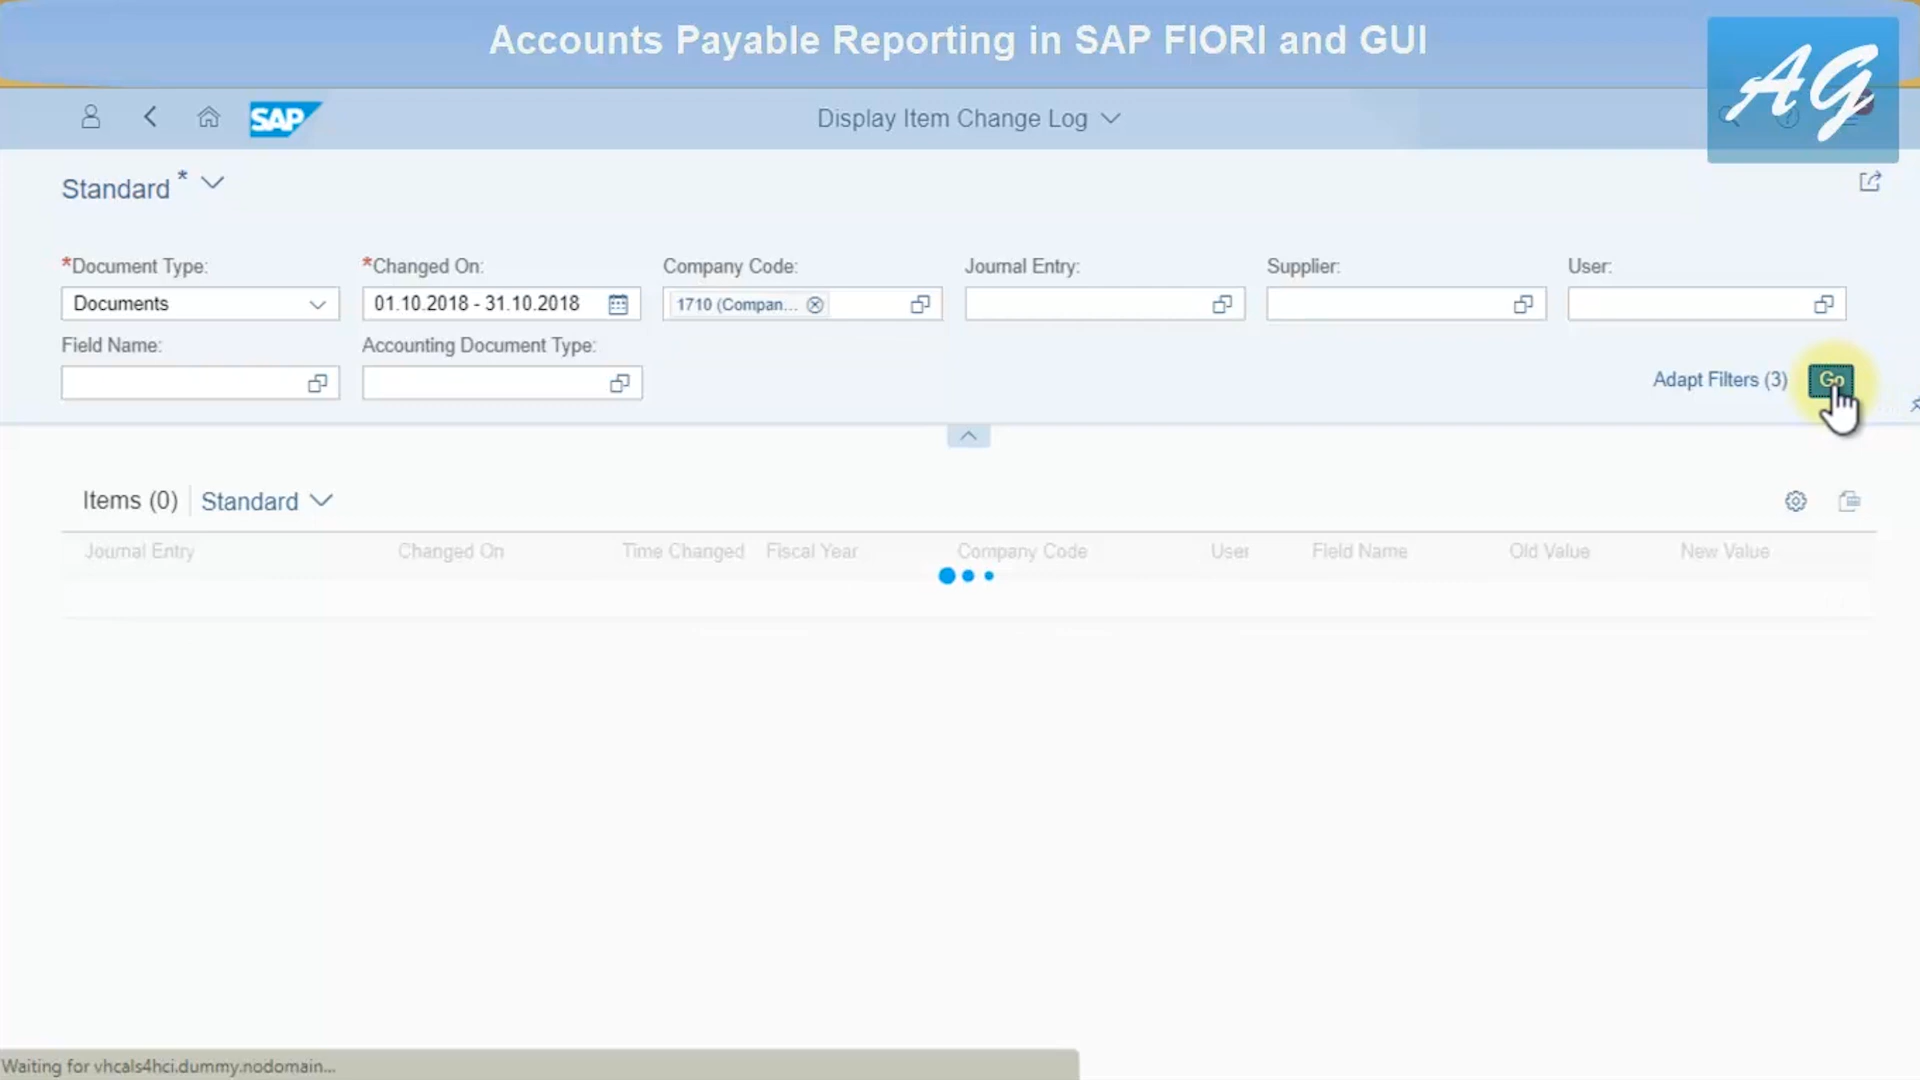 Accounts Payable Reporting in SAP FIORI and GUI
AG
SAP
Display Item Change Log
Standard *
*Document Type: *Changed On: Company Code: Journal Entry: Supplier: User:
Documents 01.10.2018 - 31.10.2018 1710 (Compan...
Field Name: Accounting Document Type:
Adapt Filters (3) Go
Items (0) Standard
Journal Entry Changed On Time Changed Fiscal Year Company Code User Field Name Old Value New Value
Waiting for vhcals4hci.dummy.nodomain...